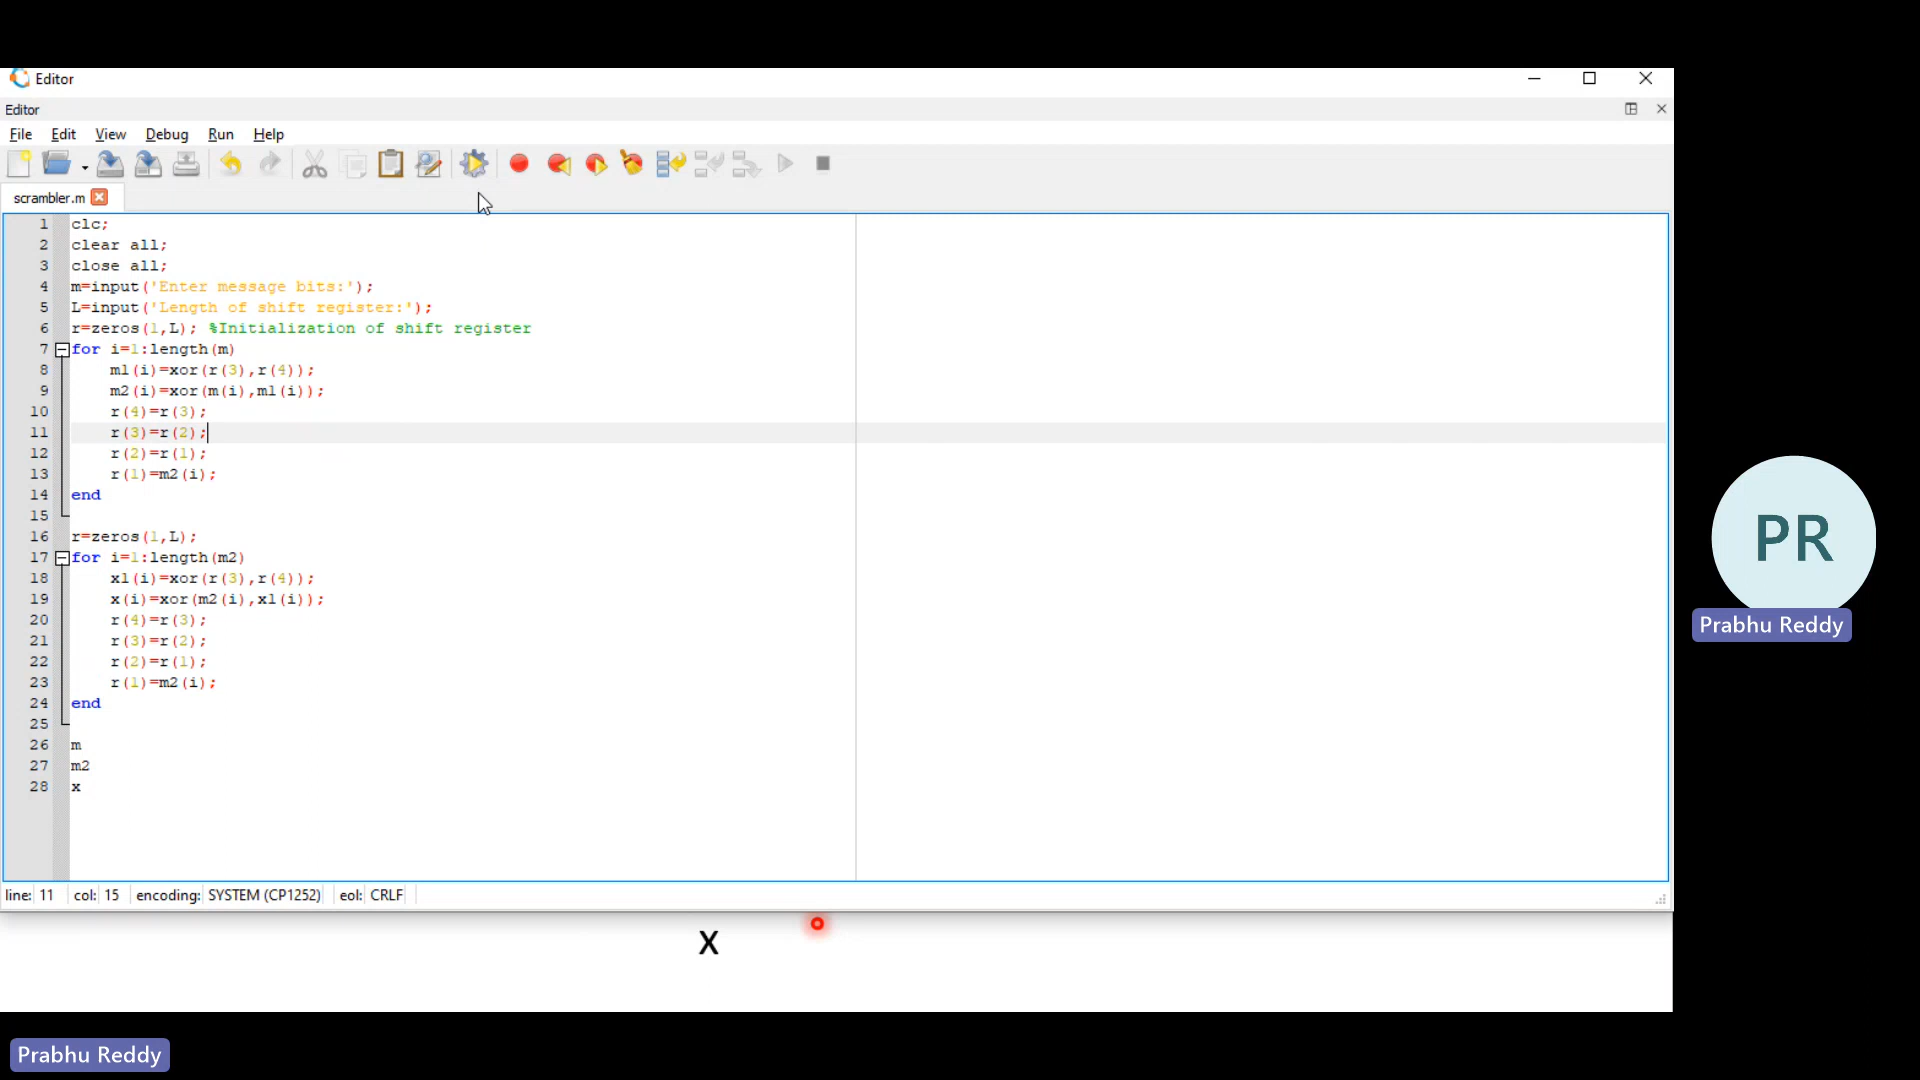 Editor
Editor
File Edit View Debug Run Help
scrambler.m
1 clc;
2 clear all;
3 close all;
4 m=input('Enter message bits:');
5 L=input('Length of shift register:');
6 r=zeros(1,L); %Initialization of shift register
7 for i=1:length(m)
8 m1(i)=xor(r(3),r(4));
9 m2(i)=xor(m(i),m1(i));
10 r(4)=r(3);
11 r(3)=r(2);
12 r(2)=r(1);
13 r(1)=m2(i);
14 end
15
16 r=zeros(1,L);
17 for i=1:length(m2)
18 x1(i)=xor(r(3),r(4));
19 x(i)=xor(m2(i),x1(i));
20 r(4)=r(3);
21 r(3)=r(2);
22 r(2)=r(1);
23 r(1)=m2(i);
24 end
25
26 m
27 m2
28 x
line: 11 col: 15 encoding: SYSTEM (CP1252) eol: CRLF
x
PR
Prabhu Reddy
Prabhu Reddy